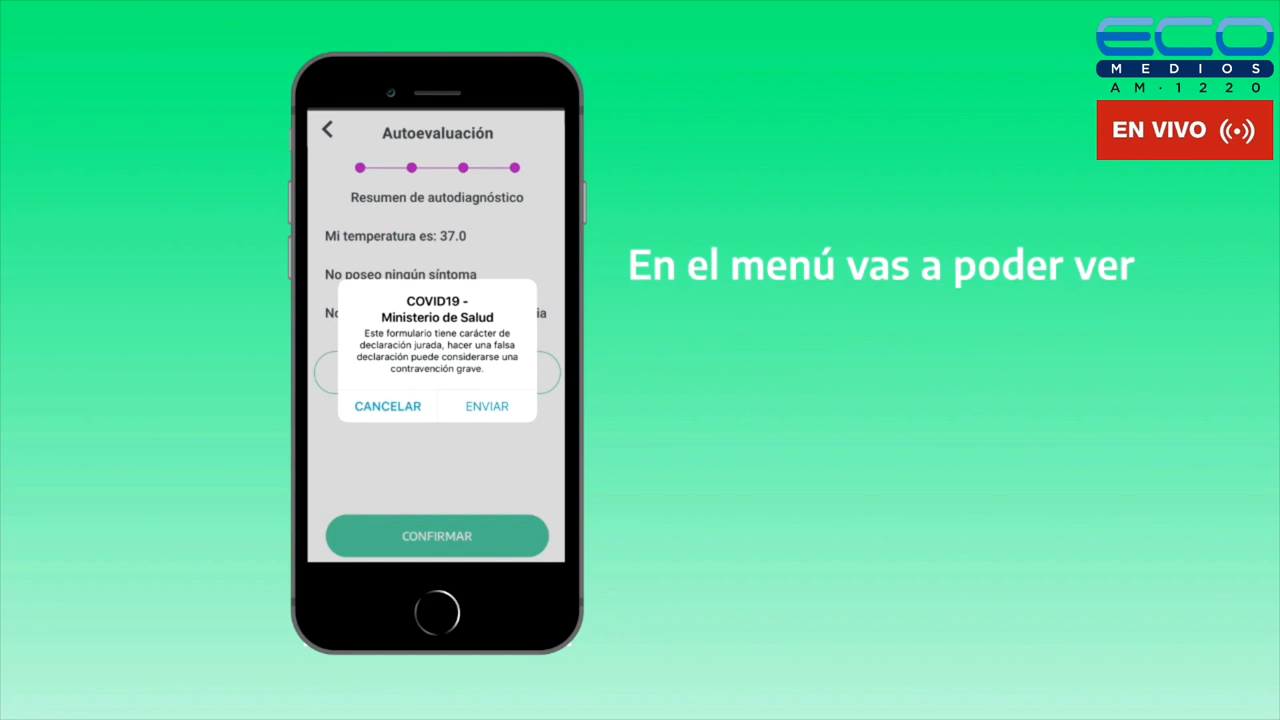 ECO
MEDIOS
AM·1220
EN VIVO
Autoevaluación
Resumen de autodiagnóstico
Mi temperatura es: 37.0
No poseo ningún síntoma
COVID19 -
Ministerio de Salud
Este formulario tiene carácter de
declaración jurada, hacer una falsa
declaración puede considerarse una
contravención grave.
CANCELAR
ENVIAR
CONFIRMAR
En el menú vas a poder ver